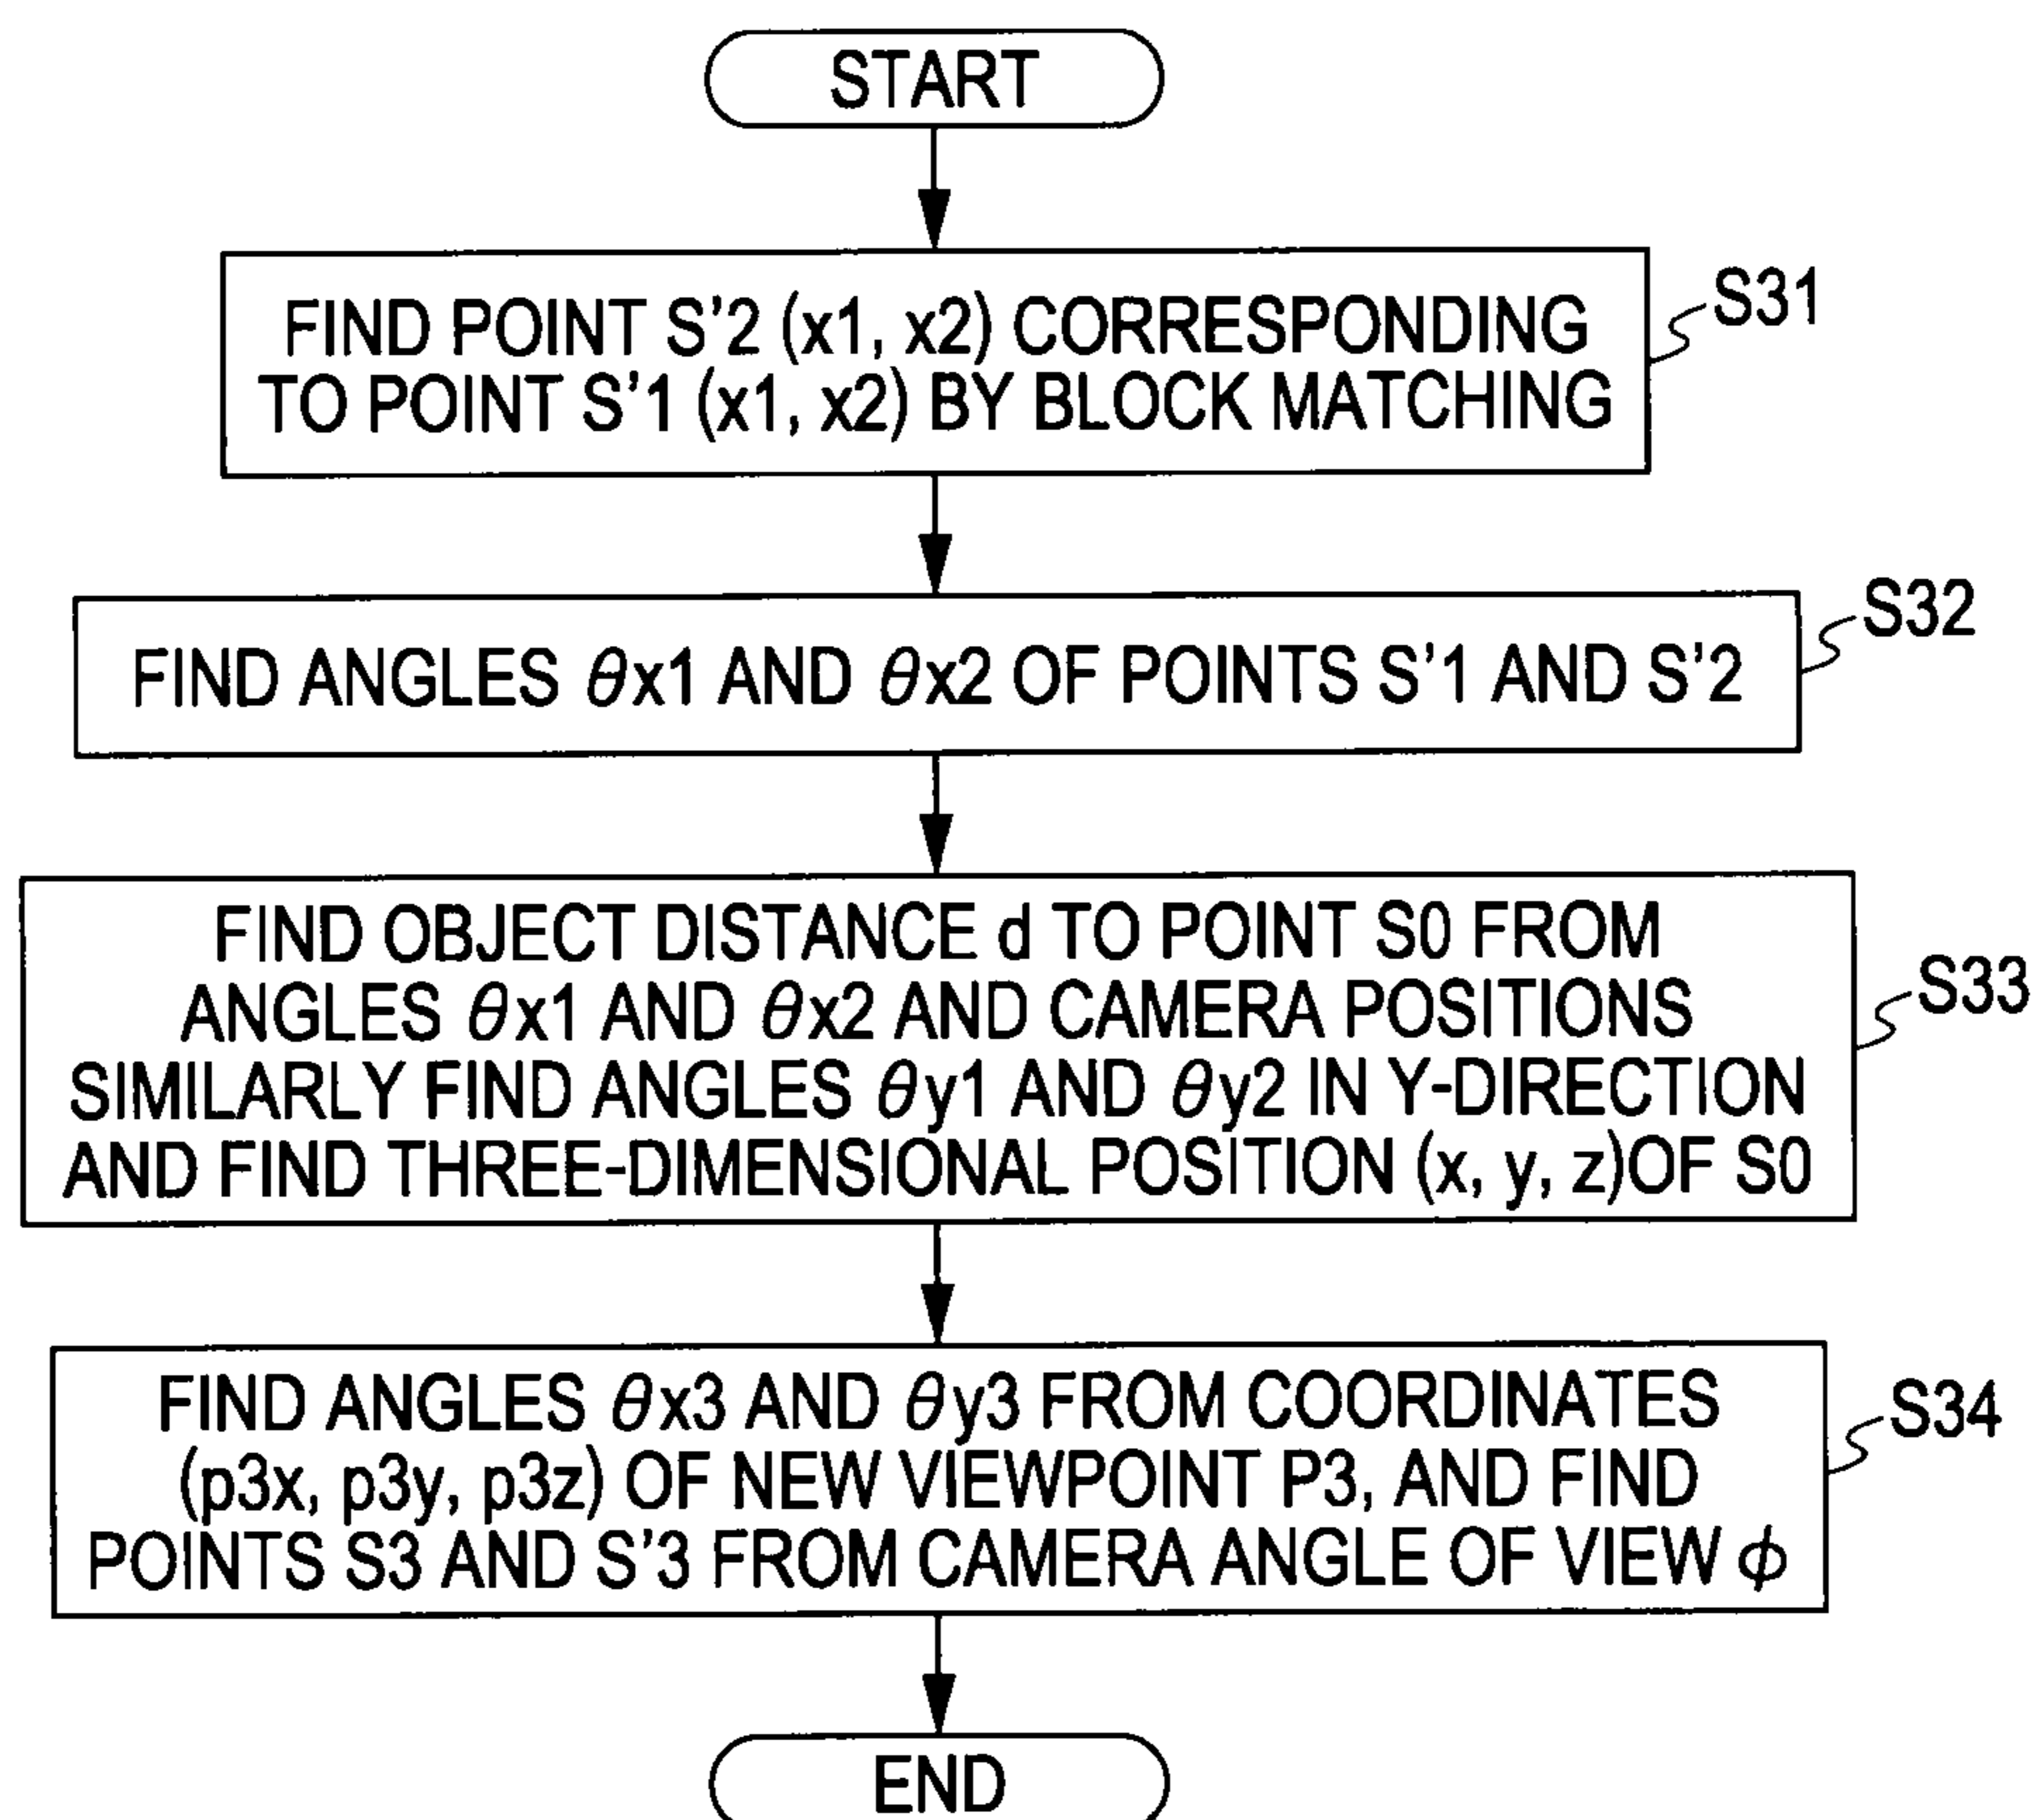 START
FIND POINT S'2 (x1, x2) CORRESPONDING
TO POINT S'1 (x1, x2) BY BLOCK MATCHING
S31
FIND ANGLES θx1 AND θx2 OF POINTS S'1 AND S'2
S32
FIND OBJECT DISTANCE d TO POINT S0 FROM
ANGLES θx1 AND θx2 AND CAMERA POSITIONS
SIMILARLY FIND ANGLES θy1 AND θy2 IN Y-DIRECTION
AND FIND THREE-DIMENSIONAL POSITION (x, y, z)OF S0
S33
FIND ANGLES θx3 AND θy3 FROM COORDINATES
(p3x, p3y, p3z) OF NEW VIEWPOINT P3, AND FIND
POINTS S3 AND S'3 FROM CAMERA ANGLE OF VIEW ϕ
S34
END